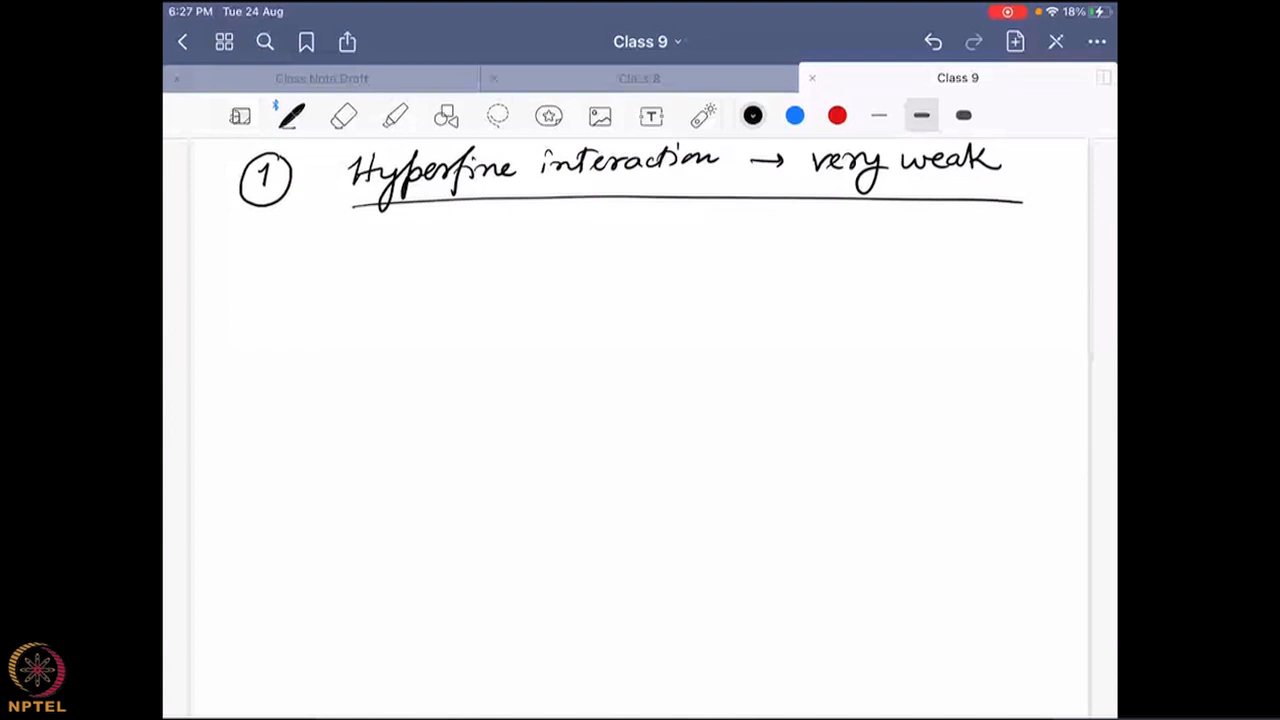 6:27 PM Tue 24 Aug 18%
Class 9
Class Note Draft Class 8 Class 9
T
1 Hyperfine interaction → very weak
NPTEL